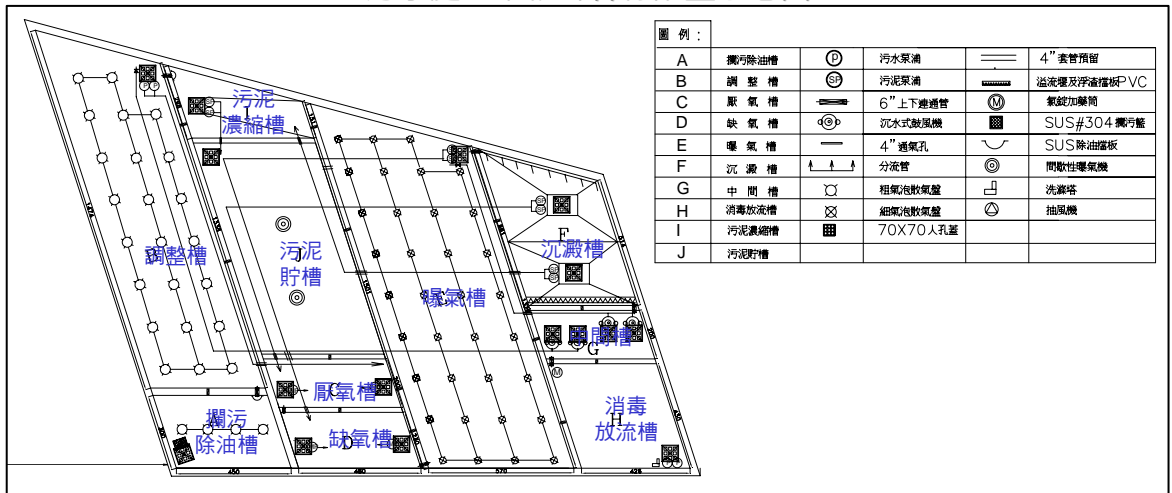 圖 例 :
A 攔污除油槽 P 污水泵浦 4”套管預留
B 調 整 槽 SP 污泥泵浦 溢流堰及浮渣擋板PVC
C 厭 氧 槽 6”上下連通管 M 氯錠加藥筒
D 缺 氧 槽 沉水式鼓風機 SUS#304攔污籃
E 曝 氣 槽 4”通氣孔 SUS除油擋板
F 沉 澱 槽 分流管 間歇性曝氣機
G 中 間 槽 粗氣泡散氣盤 洗滌塔
H 消毒放流槽 細氣泡散氣盤 抽風機
I 污泥濃縮槽 70X70人孔蓋
J 污泥貯槽
污泥
濃縮槽
I
調整槽
污泥
貯槽
J
曝氣槽
F
沉澱槽
中間槽
G
厭氧槽
C
缺氧槽
D
攔污
除油槽
A
消毒
放流槽
H
M
450
480
570
428